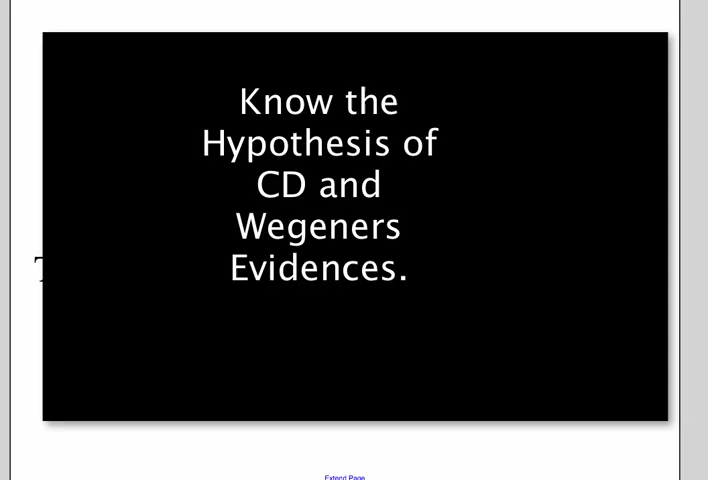 Know the
Hypothesis of
CD and
Wegeners
Evidences.
T
Extend Page